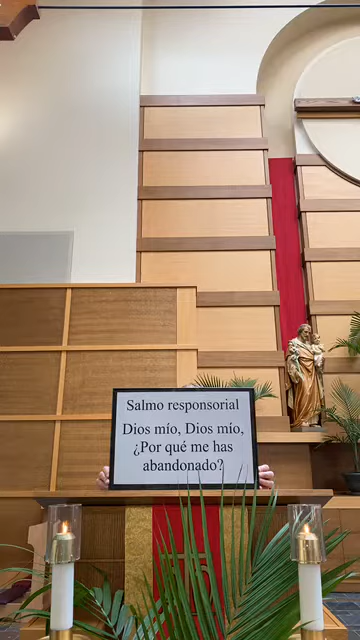 Salmo responsorial
Dios mío, Dios mío,
¿Por qué me has
abandonado?